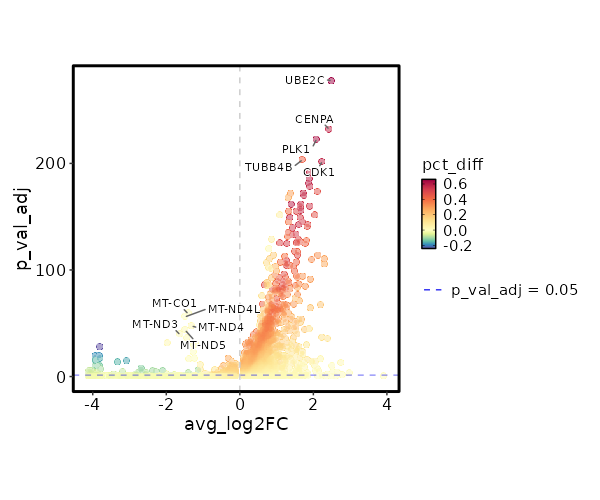 UBE2C
CENPA
PLK1
TUBB4B
CDK1
MT-CO1
MT-ND4L
MT-ND3
MT-ND4
MT-ND5
p_val_adj
200
100
0
-4
-2
0
2
4
avg_log2FC
pct_diff
0.6
0.4
0.2
0.0
-0.2
p_val_adj = 0.05